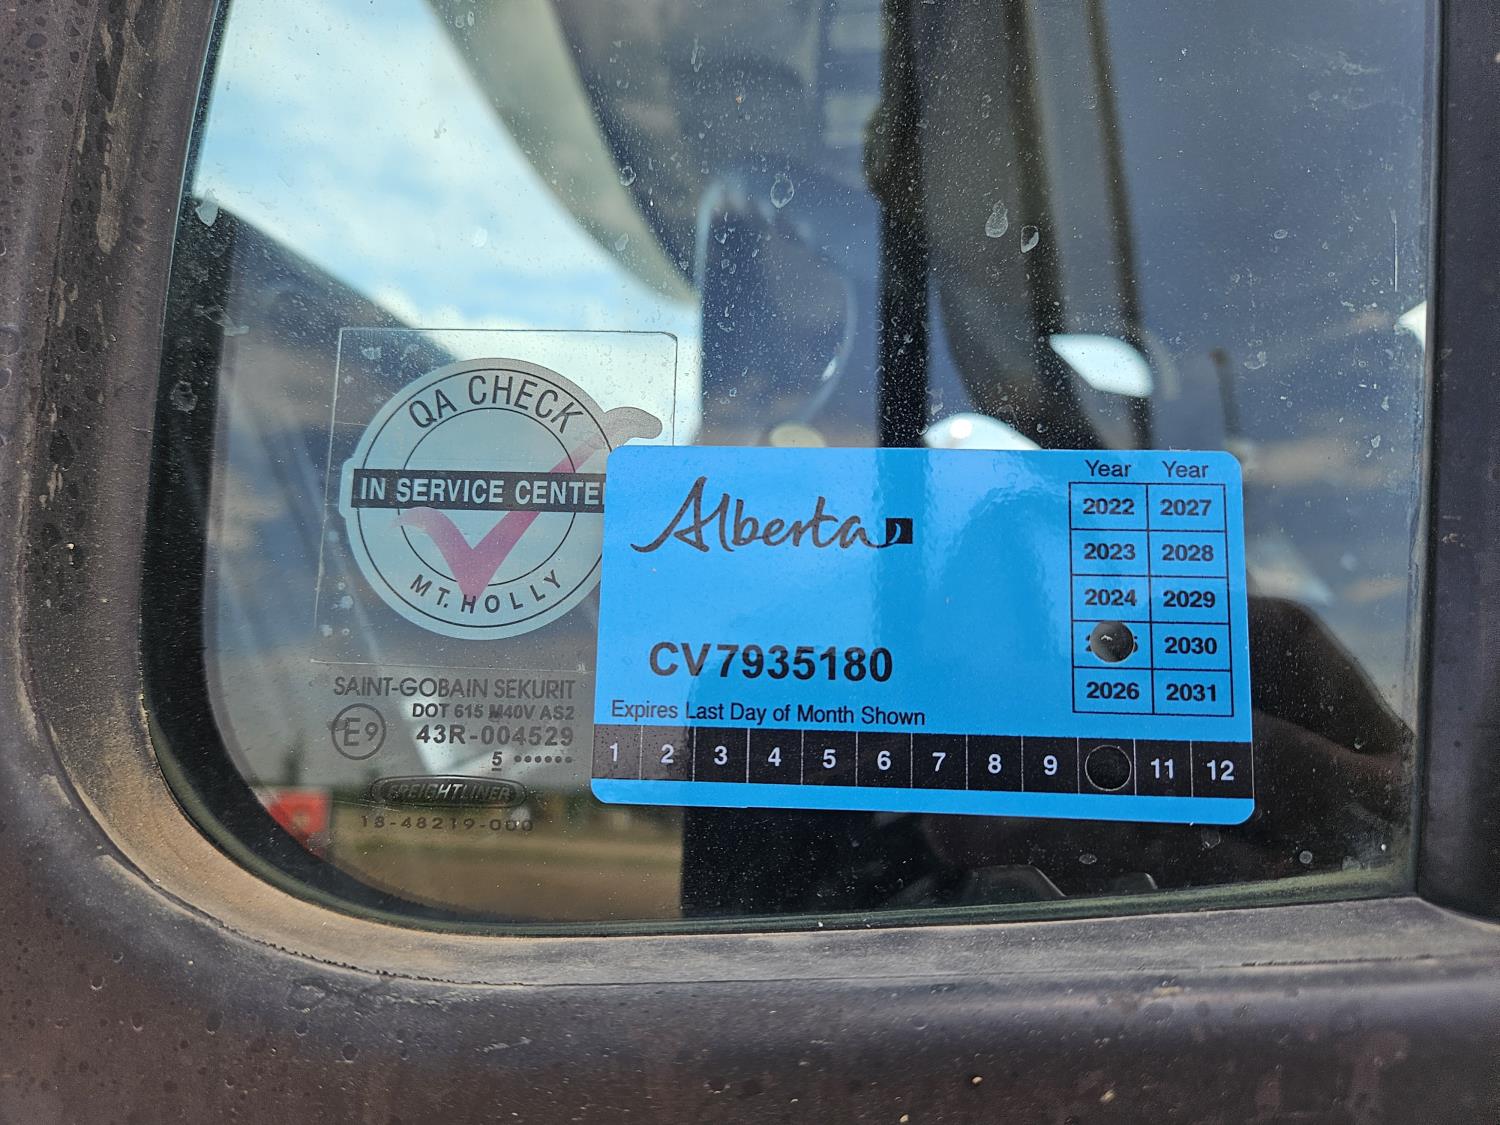 QA CHECK
IN SERVICE CENTE
MT. HOLLY
SAINT-GOBAIN SEKURIT
DOT 615 M40V AS2
E9 43R-004529
5 ••••••
FREIGHTLINER
18-48219-000
Alberta
CV7935180
Expires Last Day of Month Shown
Year Year
2022 2027
2023 2028
2024 2029
2030
2026 2031
1 2 3 4 5 6 7 8 9 11 12